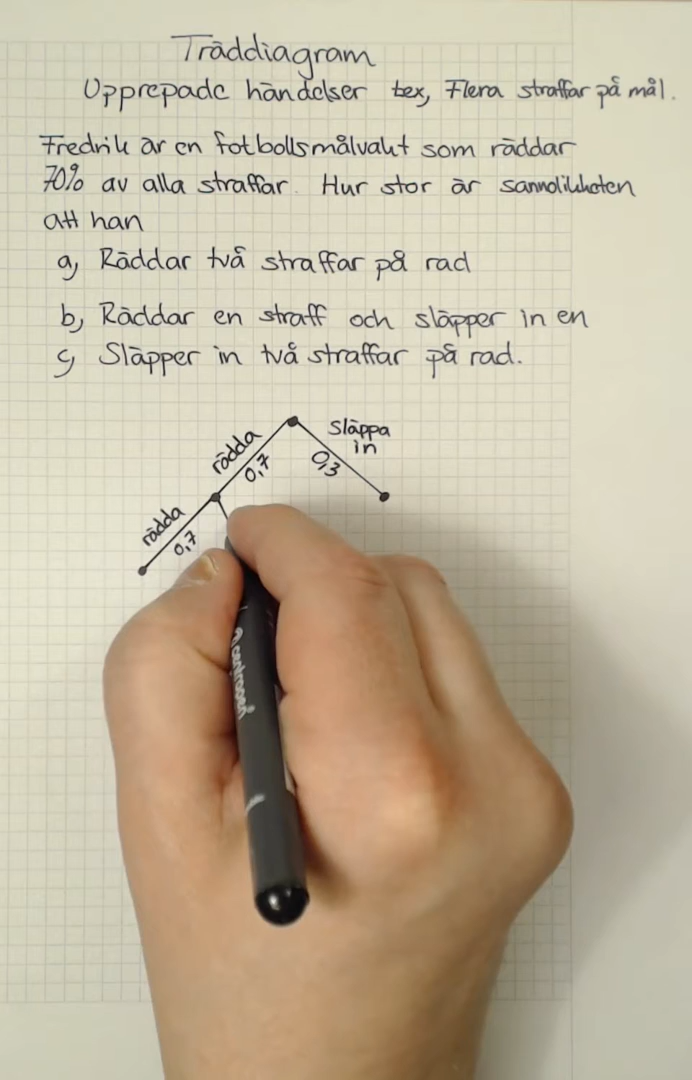 Träddiagram
Upprepade händelser tex, Flera straffar på mål.
Fredrik är en fotbollsmålvakt som räddar
70% av alla straffar. Hur stor är sannolikheten
att han
a, Räddar två straffar på rad
b, Räddar en straff och släpper in en
c, Släpper in två straffar på rad.
rädda
0,7
släppa
in
0,3
rädda
0,7
centropen